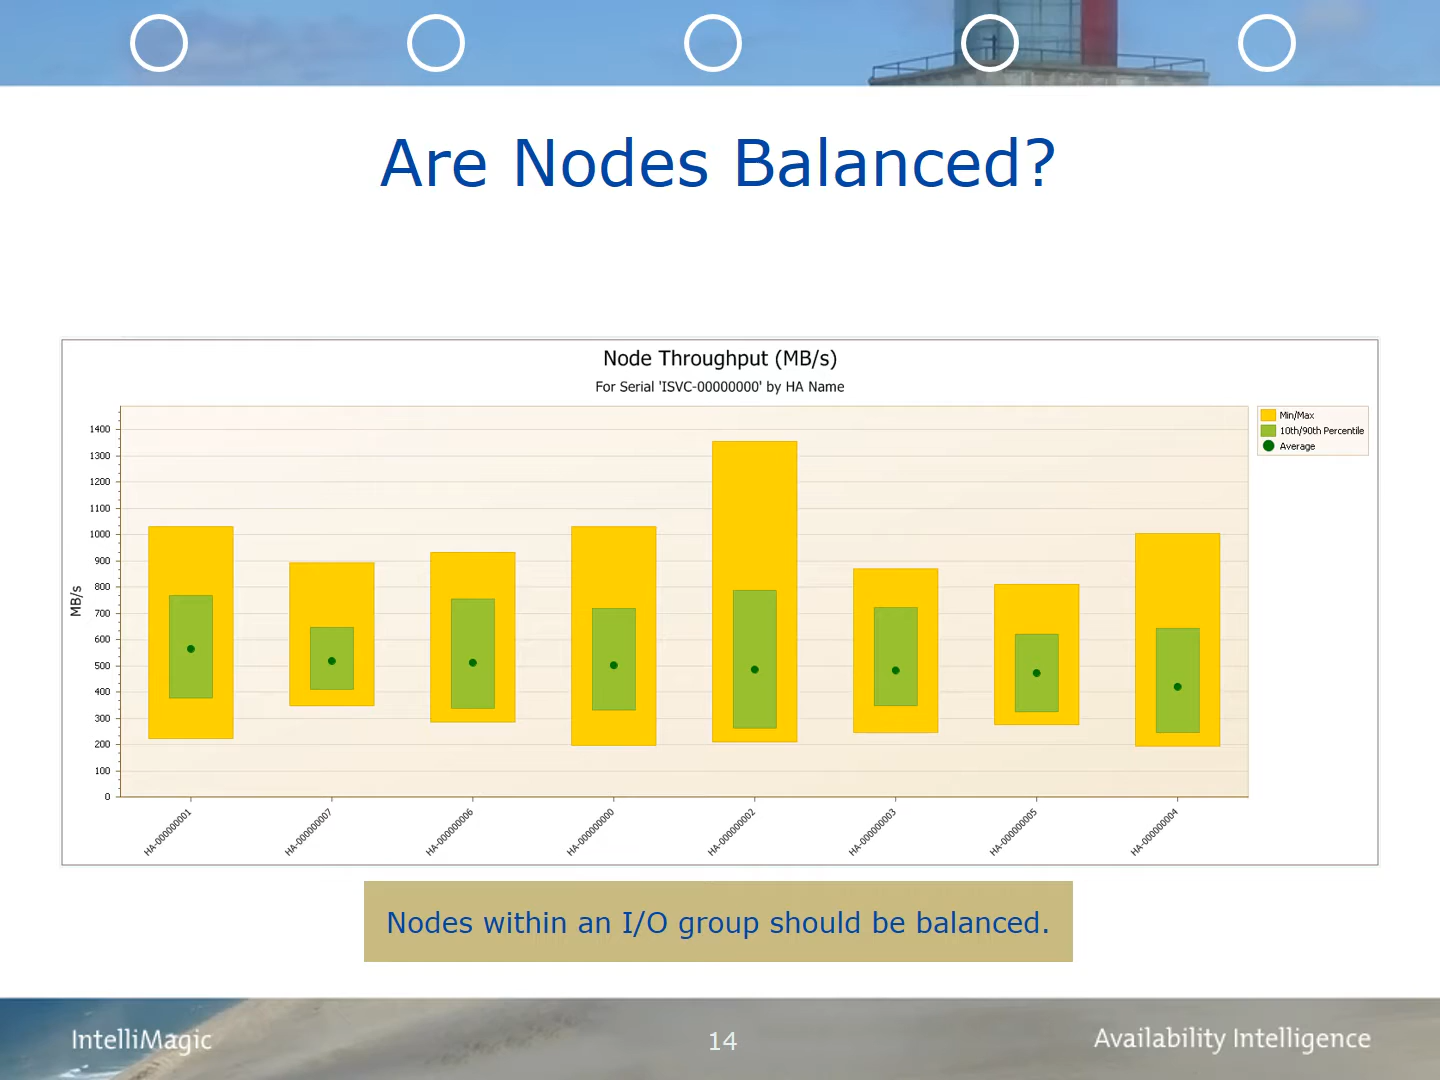 Are Nodes Balanced?
Node Throughput (MB/s)
For Serial 'ISVC-00000000' by HA Name
Min/Max
10th/90th Percentile
Average
MB/s
1400
1300
1200
1100
1000
900
800
700
600
500
400
300
200
100
0
HA-000000001
HA-000000007
HA-000000006
HA-000000000
HA-000000002
HA-000000003
HA-000000005
HA-000000004
Nodes within an I/O group should be balanced.
IntelliMagic
14
Availability Intelligence